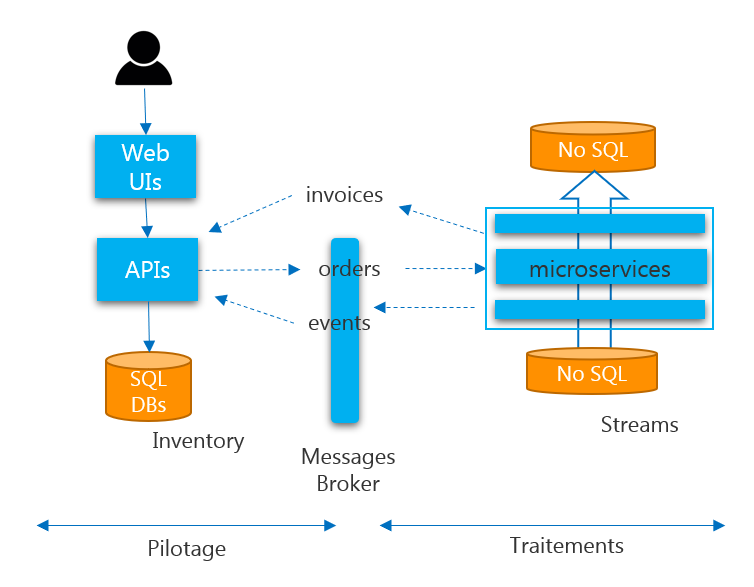 Web
UIs
APIs
SQL
DBs
Inventory
invoices
orders
events
Messages
Broker
No SQL
microservices
No SQL
Streams
Pilotage
Traitements